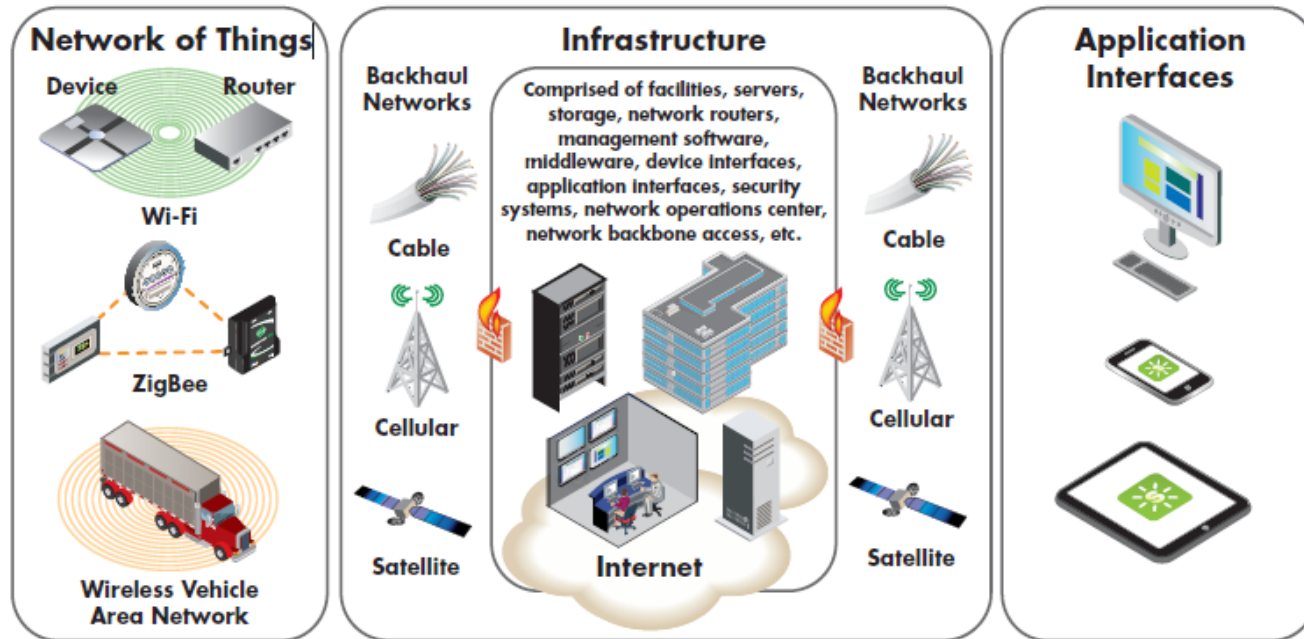 Network of Things
Device
Router
Wi-Fi
ZigBee
Wireless Vehicle
Area Network
Infrastructure
Backhaul
Networks
Cable
Cellular
Satellite
Comprised of facilities, servers,
storage, network routers,
management software,
middleware, device interfaces,
application interfaces, security
systems, network operations center,
network backbone access, etc.
Internet
Backhaul
Networks
Cable
Cellular
Satellite
Application
Interfaces